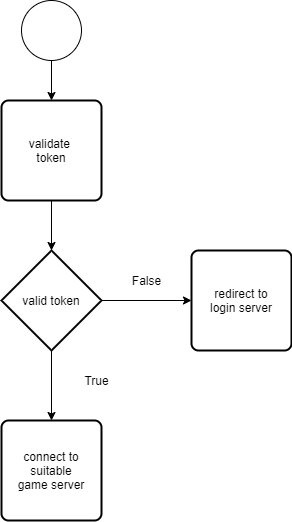 validate
token
valid token
False
redirect to
login server
True
connect to
suitable
game server